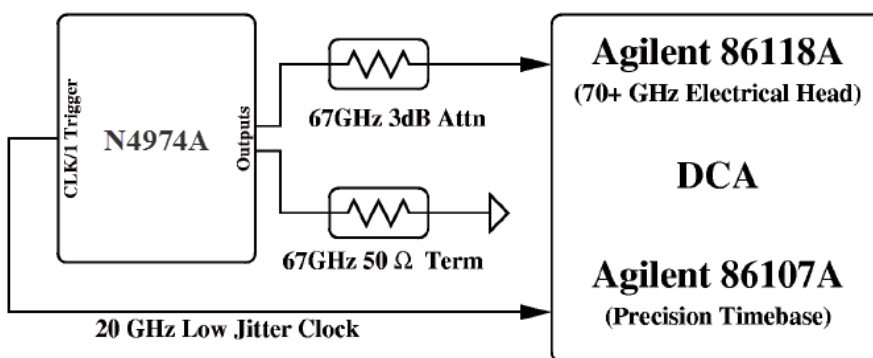 CLK/1 Trigger
N4974A
Outputs
67GHz 3dB Attn
67GHz 50 Ω Term
20 GHz Low Jitter Clock
Agilent 86118A
(70+ GHz Electrical Head)
DCA
Agilent 86107A
(Precision Timebase)